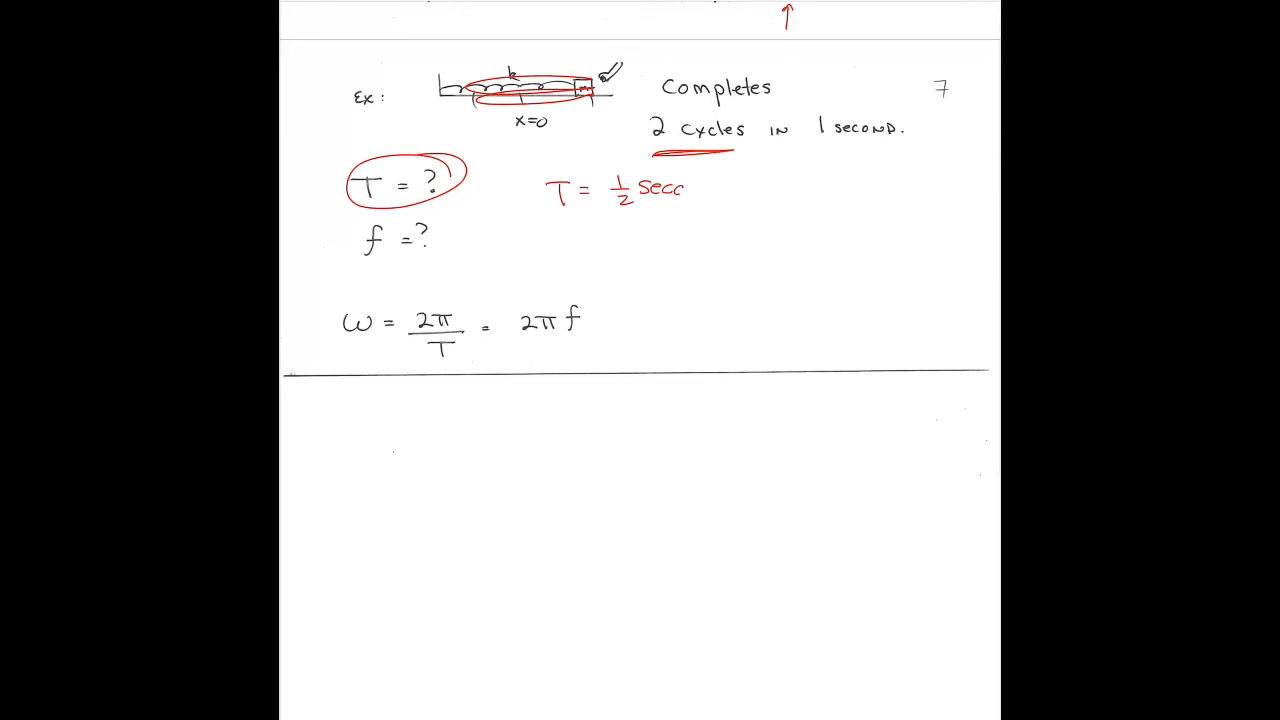 k
m
Ex: Completes 7
x=0
2 cycles in 1 second.
T = ? T = 1/2 secc
f = ?
ω = 2π/T = 2π f